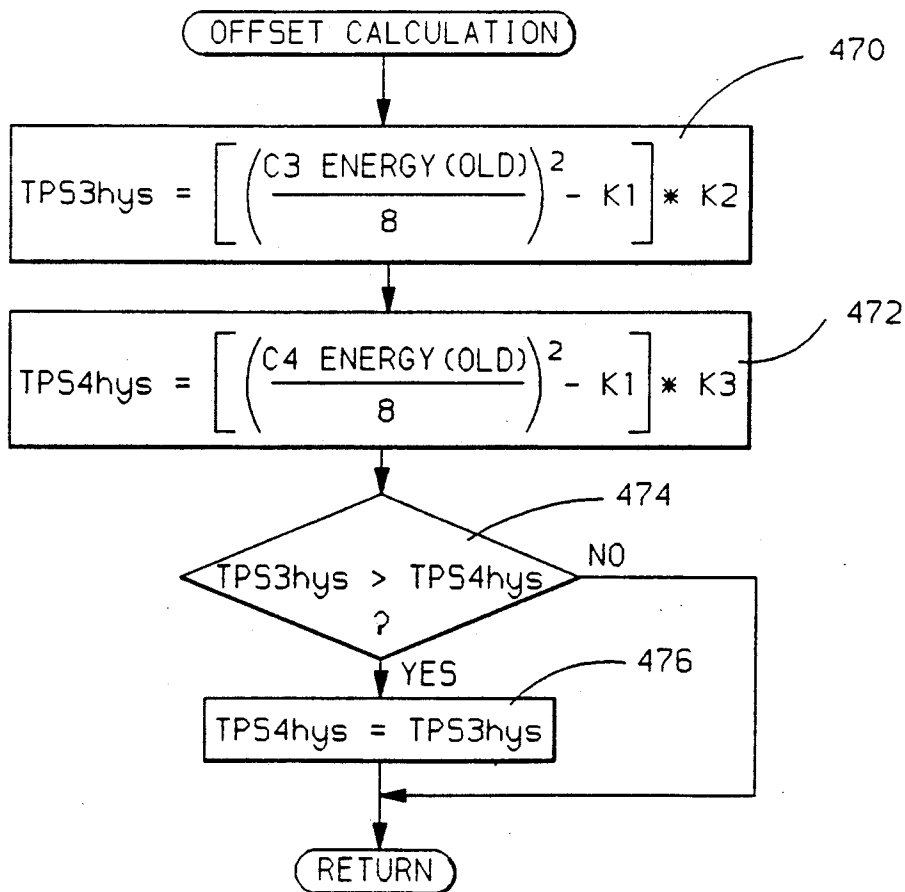 OFFSET CALCULATION
470
TPS3hys = [ ( C3 ENERGY(OLD) / 8 )² - K1 ] * K2
472
TPS4hys = [ ( C4 ENERGY(OLD) / 8 )² - K1 ] * K3
474
TPS3hys > TPS4hys
?
NO
YES
476
TPS4hys = TPS3hys
RETURN